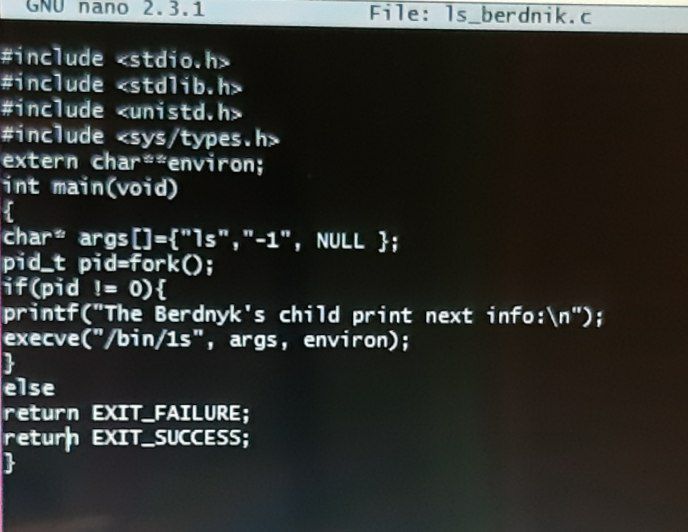 GNU nano 2.3.1 File: ls_berdnik.c
#include <stdio.h>
#include <stdlib.h>
#include <unistd.h>
#include <sys/types.h>
extern char**environ;
int main(void)
{
char* args[]={"ls","-1", NULL };
pid_t pid=fork();
if(pid != 0){
printf("The Berdnyk's child print next info:\n");
execve("/bin/1s", args, environ);
}
else
return EXIT_FAILURE;
return EXIT_SUCCESS;
}